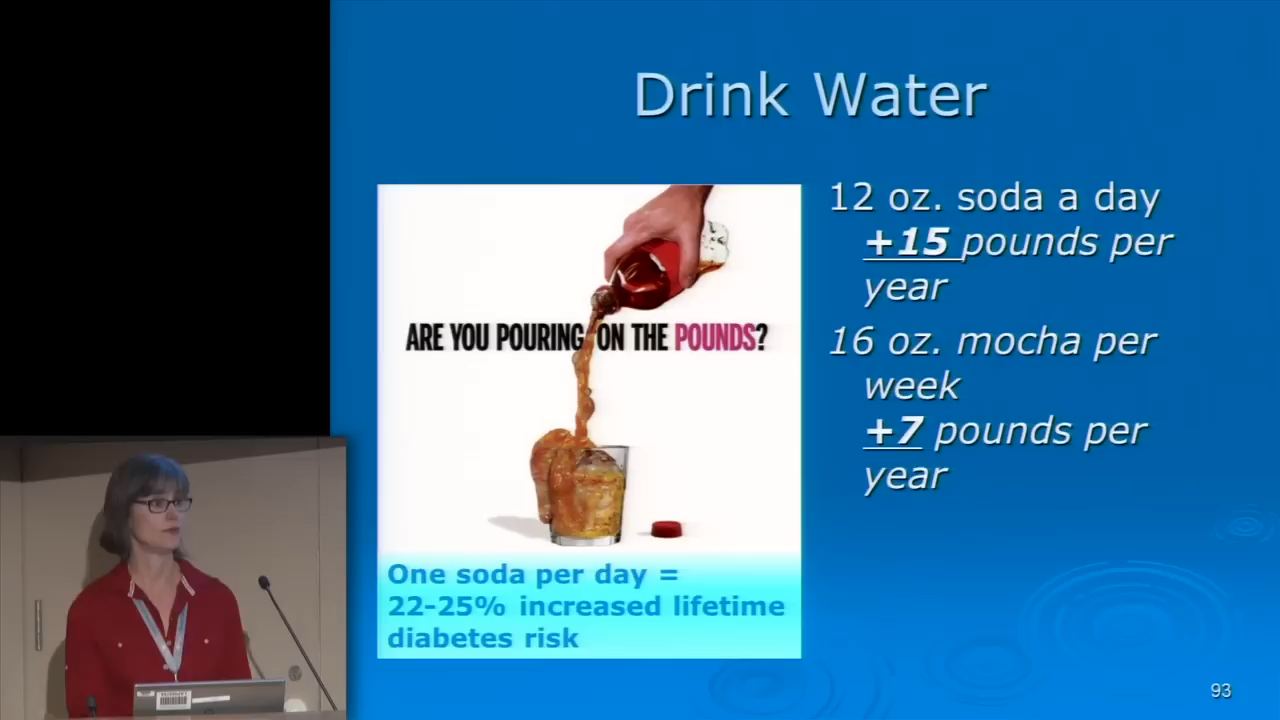 Drink Water
ARE YOU POURING ON THE POUNDS?
One soda per day =
22-25% increased lifetime
diabetes risk
12 oz. soda a day
+15 pounds per
year
16 oz. mocha per
week
+7 pounds per
year
93